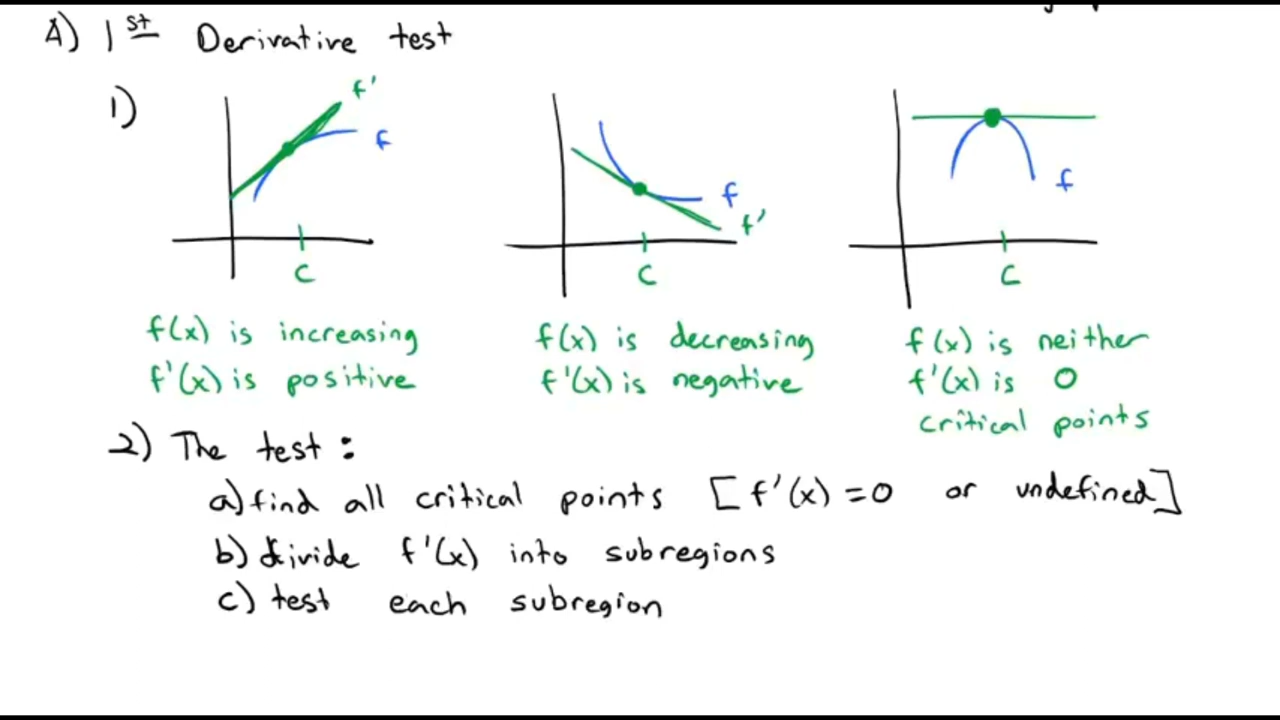 A) 1st Derivative test
1)
f'
f
c
f
f'
c
f
c
f(x) is increasing
f'(x) is positive
f(x) is decreasing
f'(x) is negative
f(x) is neither
f'(x) is 0
critical points
2) The test:
a) find all critical points [f'(x) = 0 or undefined]
b) divide f'(x) into subregions
c) test each subregion